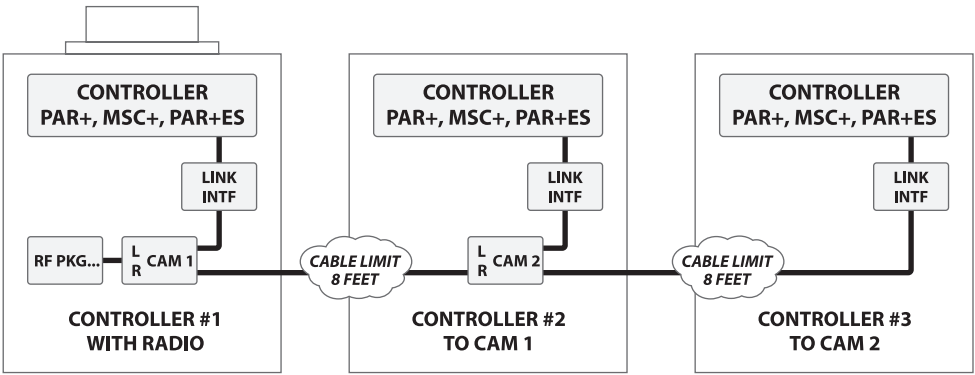 CONTROLLER
PAR+, MSC+, PAR+ES
LINK
INTF
RF PKG...
L
R
CAM 1
CONTROLLER #1
WITH RADIO
CABLE LIMIT
8 FEET
CONTROLLER
PAR+, MSC+, PAR+ES
LINK
INTF
L
R
CAM 2
CONTROLLER #2
TO CAM 1
CABLE LIMIT
8 FEET
CONTROLLER
PAR+, MSC+, PAR+ES
LINK
INTF
CONTROLLER #3
TO CAM 2